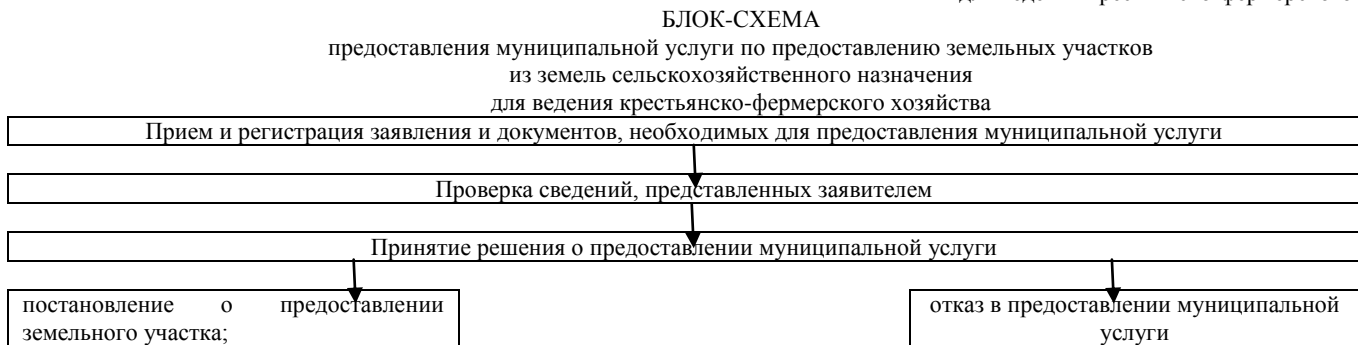 БЛОК-СХЕМА
предоставления муниципальной услуги по предоставлению земельных участков
из земель сельскохозяйственного назначения
для ведения крестьянско-фермерского хозяйства
Прием и регистрация заявления и документов, необходимых для предоставления муниципальной услуги
Проверка сведений, представленных заявителем
Принятие решения о предоставлении муниципальной услуги
постановление о предоставлении
земельного участка;
отказ в предоставлении муниципальной
услуги